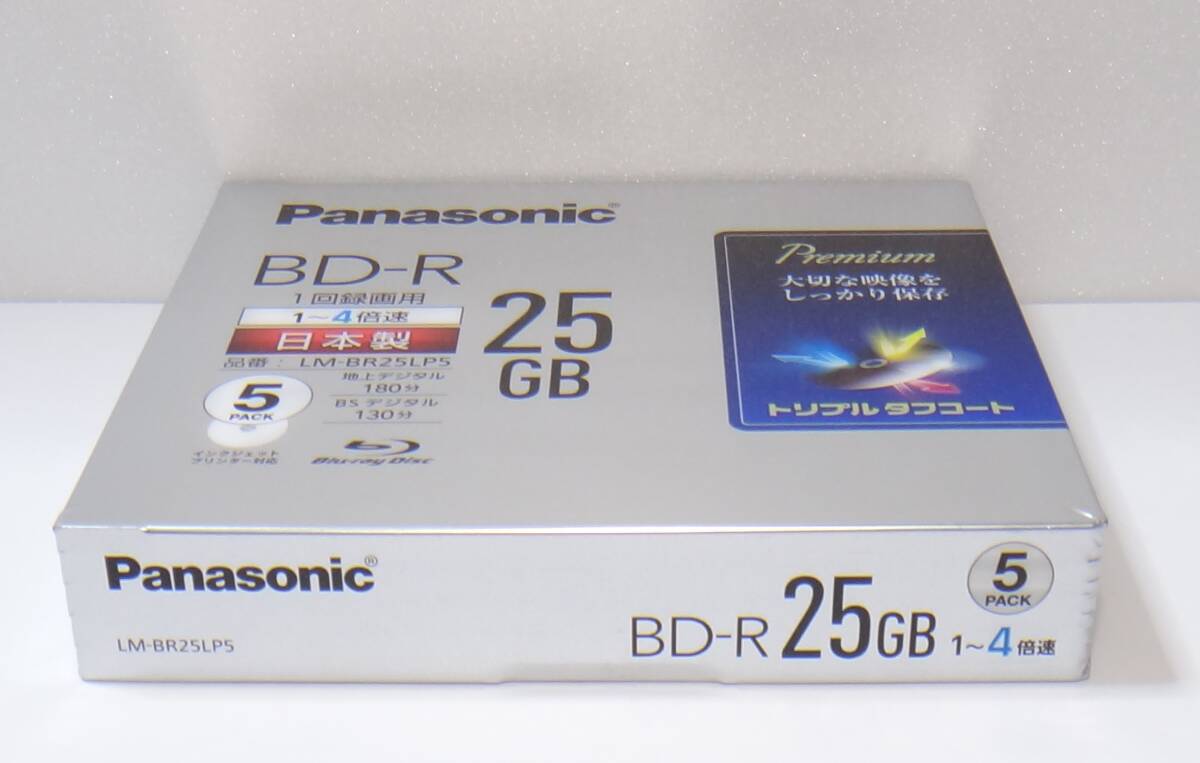 Panasonic®
BD-R
1回録画用
1～4倍速
日本製
品番：LM-BR25LP5
25
GB
5
PACK
地上デジタル
180分
BSデジタル
130分
インクジェット
プリンター対応
Blu-ray Disc
Premium
大切な映像を
しっかり保存
トリプルタフコート
Panasonic®
LM-BR25LP5
BD-R 25GB 1～4倍速
5
PACK